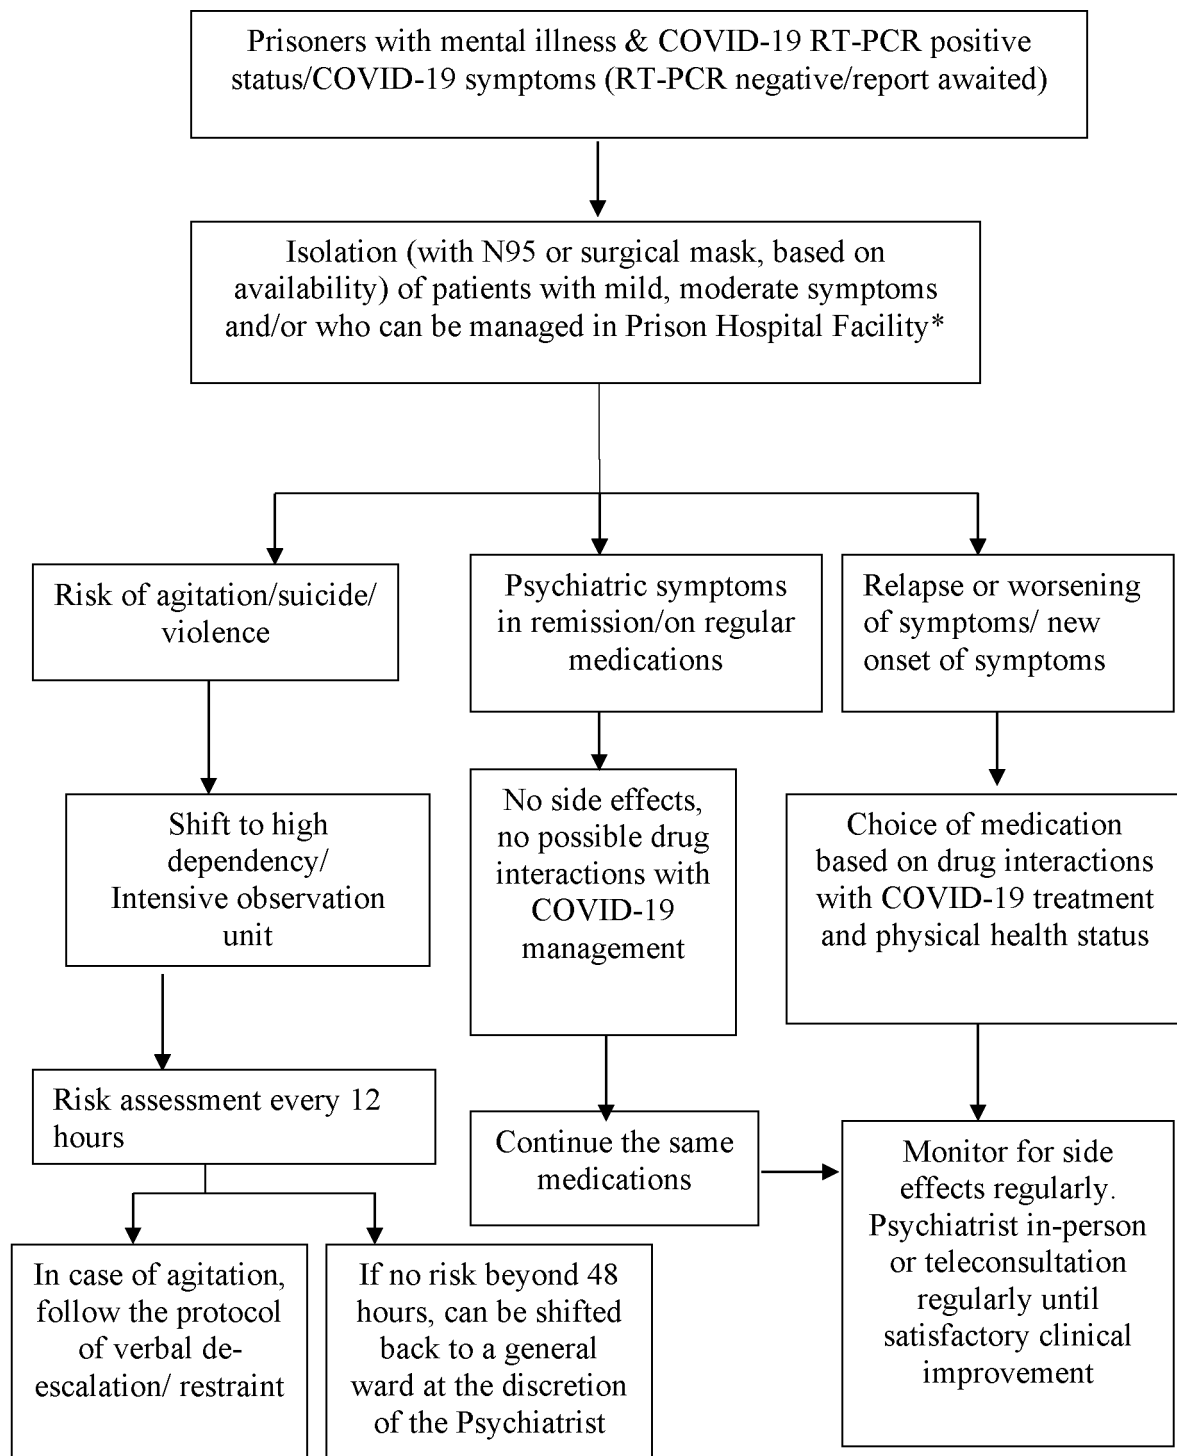 Prisoners with mental illness & COVID-19 RT-PCR positive
status/COVID-19 symptoms (RT-PCR negative/report awaited)
Isolation (with N95 or surgical mask, based on
availability) of patients with mild, moderate symptoms
and/or who can be managed in Prison Hospital Facility*
Risk of agitation/suicide/
violence
Psychiatric symptoms
in remission/on regular
medications
Relapse or worsening
of symptoms/ new
onset of symptoms
Shift to high
dependency/
Intensive observation
unit
No side effects,
no possible drug
interactions with
COVID-19
management
Choice of medication
based on drug interactions
with COVID-19 treatment
and physical health status
Risk assessment every 12
hours
Continue the same
medications
Monitor for side
effects regularly.
Psychiatrist in-person
or teleconsultation
regularly until
satisfactory clinical
improvement
In case of agitation,
follow the protocol
of verbal de-
escalation/ restraint
If no risk beyond 48
hours, can be shifted
back to a general
ward at the discretion
of the Psychiatrist